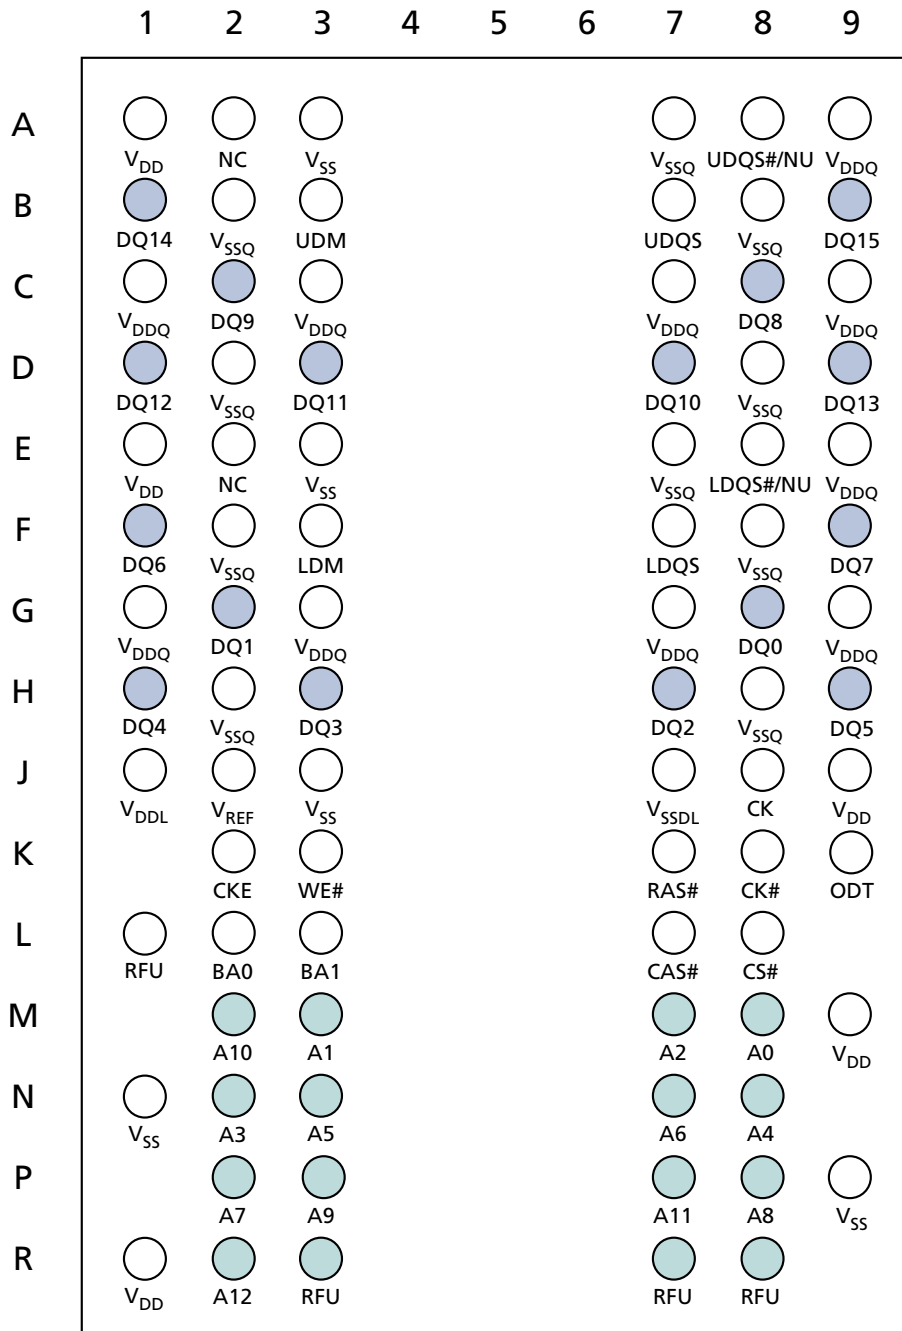 1 2 3 4 5 6 7 8 9
A
VDD NC VSS VSSQ UDQS#/NU VDDQ
B
DQ14 VSSQ UDM UDQS VSSQ DQ15
C
VDDQ DQ9 VDDQ VDDQ DQ8 VDDQ
D
DQ12 VSSQ DQ11 DQ10 VSSQ DQ13
E
VDD NC VSS VSSQ LDQS#/NU VDDQ
F
DQ6 VSSQ LDM LDQS VSSQ DQ7
G
VDDQ DQ1 VDDQ VDDQ DQ0 VDDQ
H
DQ4 VSSQ DQ3 DQ2 VSSQ DQ5
J
VDDL VREF VSS VSSDL CK VDD
K
CKE WE# RAS# CK# ODT
L
RFU BA0 BA1 CAS# CS#
M
A10 A1 A2 A0 VDD
N
VSS A3 A5 A6 A4
P
A7 A9 A11 A8 VSS
R
VDD A12 RFU RFU RFU